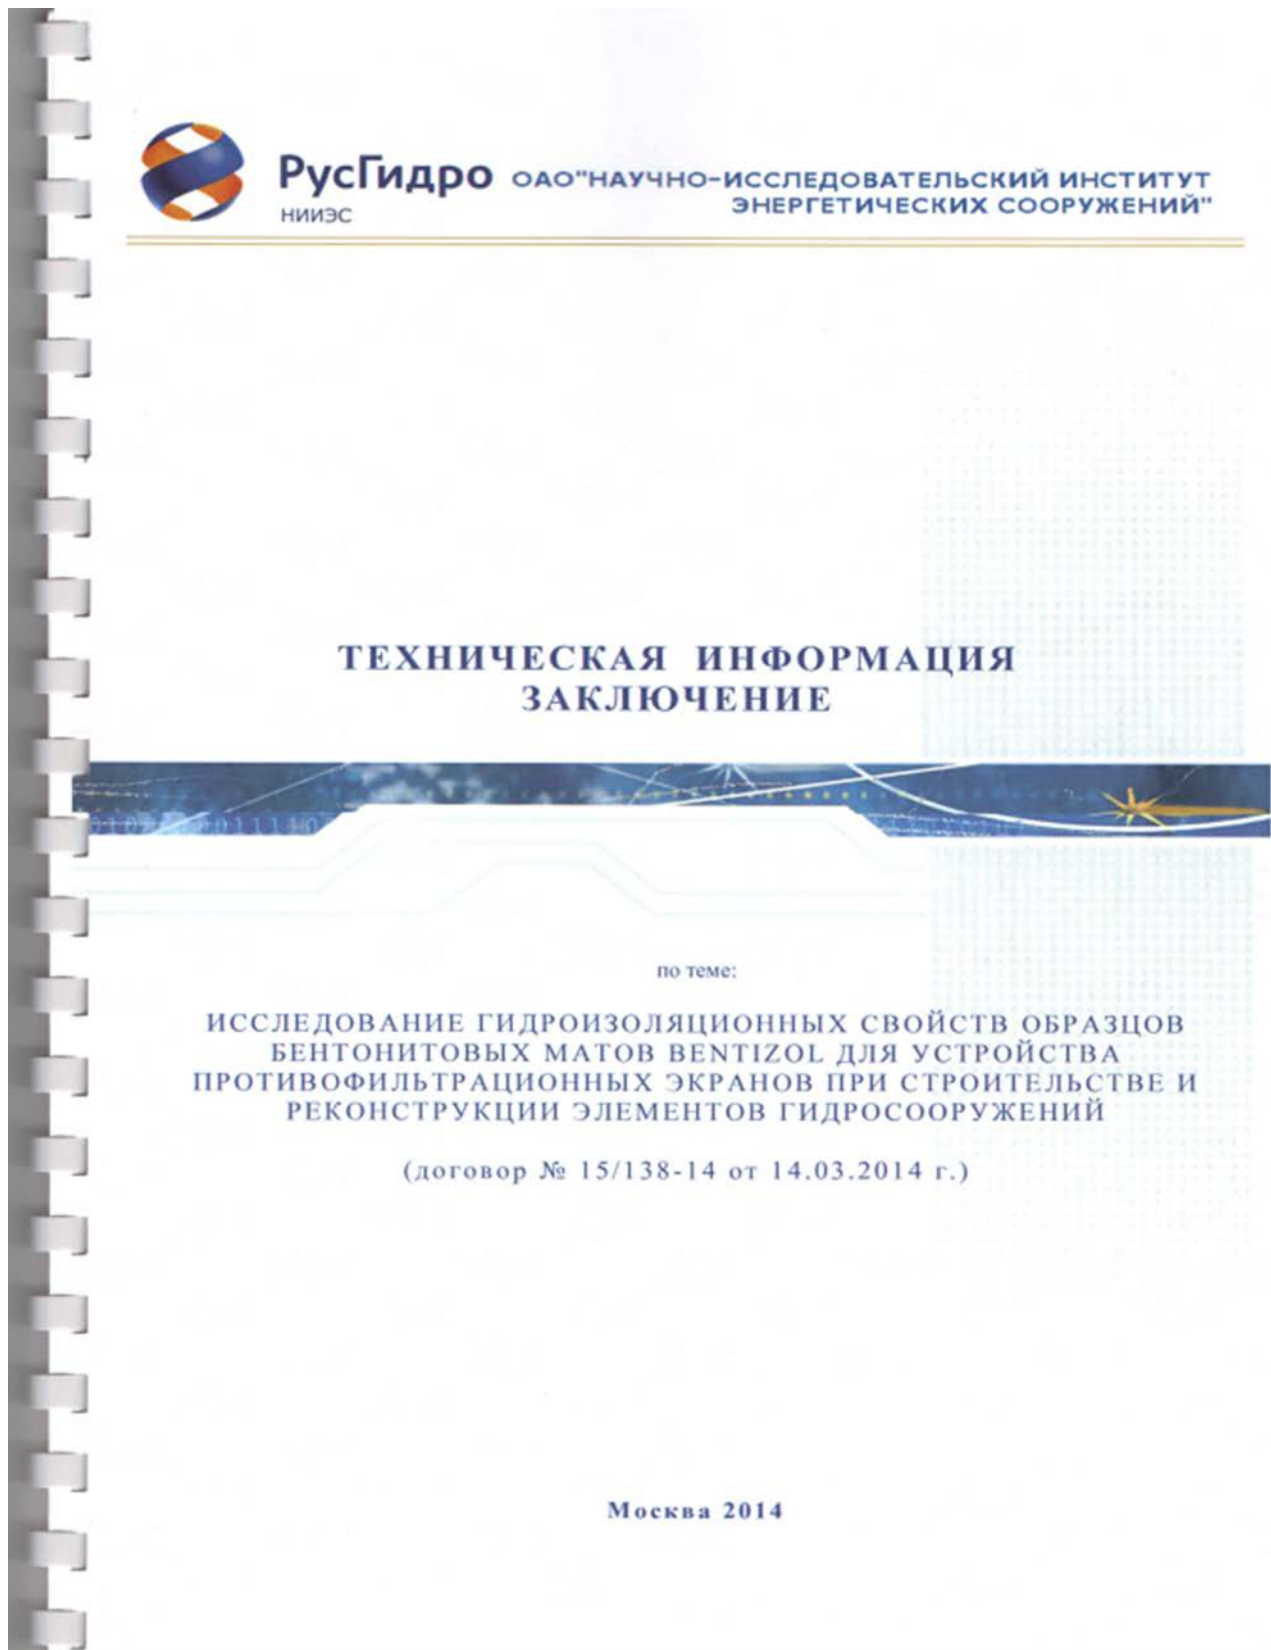 РусГидро
НИИЭС
ОАО"НАУЧНО-ИССЛЕДОВАТЕЛЬСКИЙ ИНСТИТУТ
ЭНЕРГЕТИЧЕСКИХ СООРУЖЕНИЙ"
ТЕХНИЧЕСКАЯ ИНФОРМАЦИЯ
ЗАКЛЮЧЕНИЕ
по теме:
ИССЛЕДОВАНИЕ ГИДРОИЗОЛЯЦИОННЫХ СВОЙСТВ ОБРАЗЦОВ
БЕНТОНИТОВЫХ МАТОВ BENTIZOL ДЛЯ УСТРОЙСТВА
ПРОТИВОФИЛЬТРАЦИОННЫХ ЭКРАНОВ ПРИ СТРОИТЕЛЬСТВЕ И
РЕКОНСТРУКЦИИ ЭЛЕМЕНТОВ ГИДРОСООРУЖЕНИЙ
(договор № 15/138-14 от 14.03.2014 г.)
Москва 2014